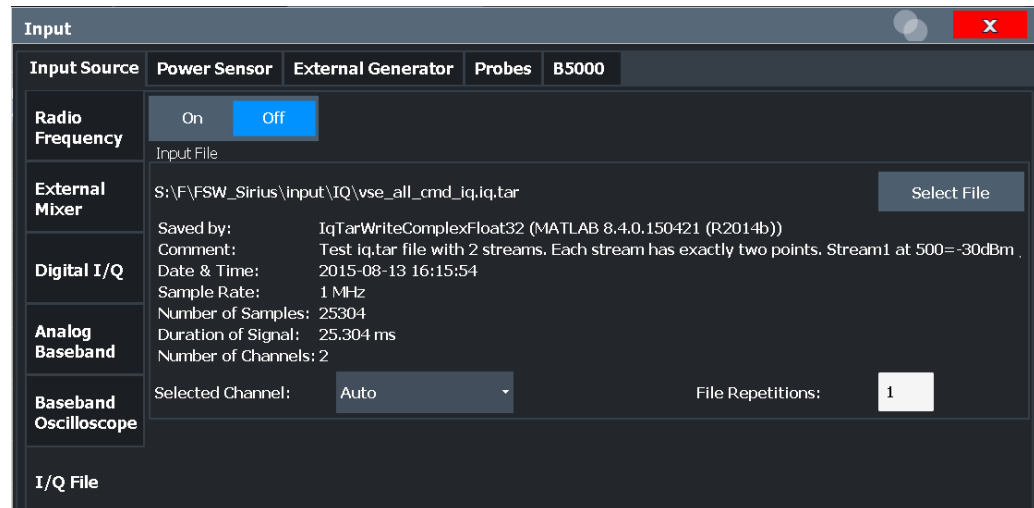 Input X
Input Source Power Sensor External Generator Probes B5000
Radio
Frequency
On Off
Input File
External
Mixer
S:\F\FSW_Sirius\input\IQ\vse_all_cmd_iq.iq.tar Select File
Saved by: IqTarWriteComplexFloat32 (MATLAB 8.4.0.150421 (R2014b))
Comment: Test iq.tar file with 2 streams. Each stream has exactly two points. Stream1 at 500=-30dBm
Digital I/Q
Date & Time: 2015-08-13 16:15:54
Sample Rate: 1 MHz
Number of Samples: 25304
Analog
Baseband
Duration of Signal: 25.304 ms
Number of Channels: 2
Baseband
Oscilloscope
Selected Channel: Auto File Repetitions: 1
I/Q File